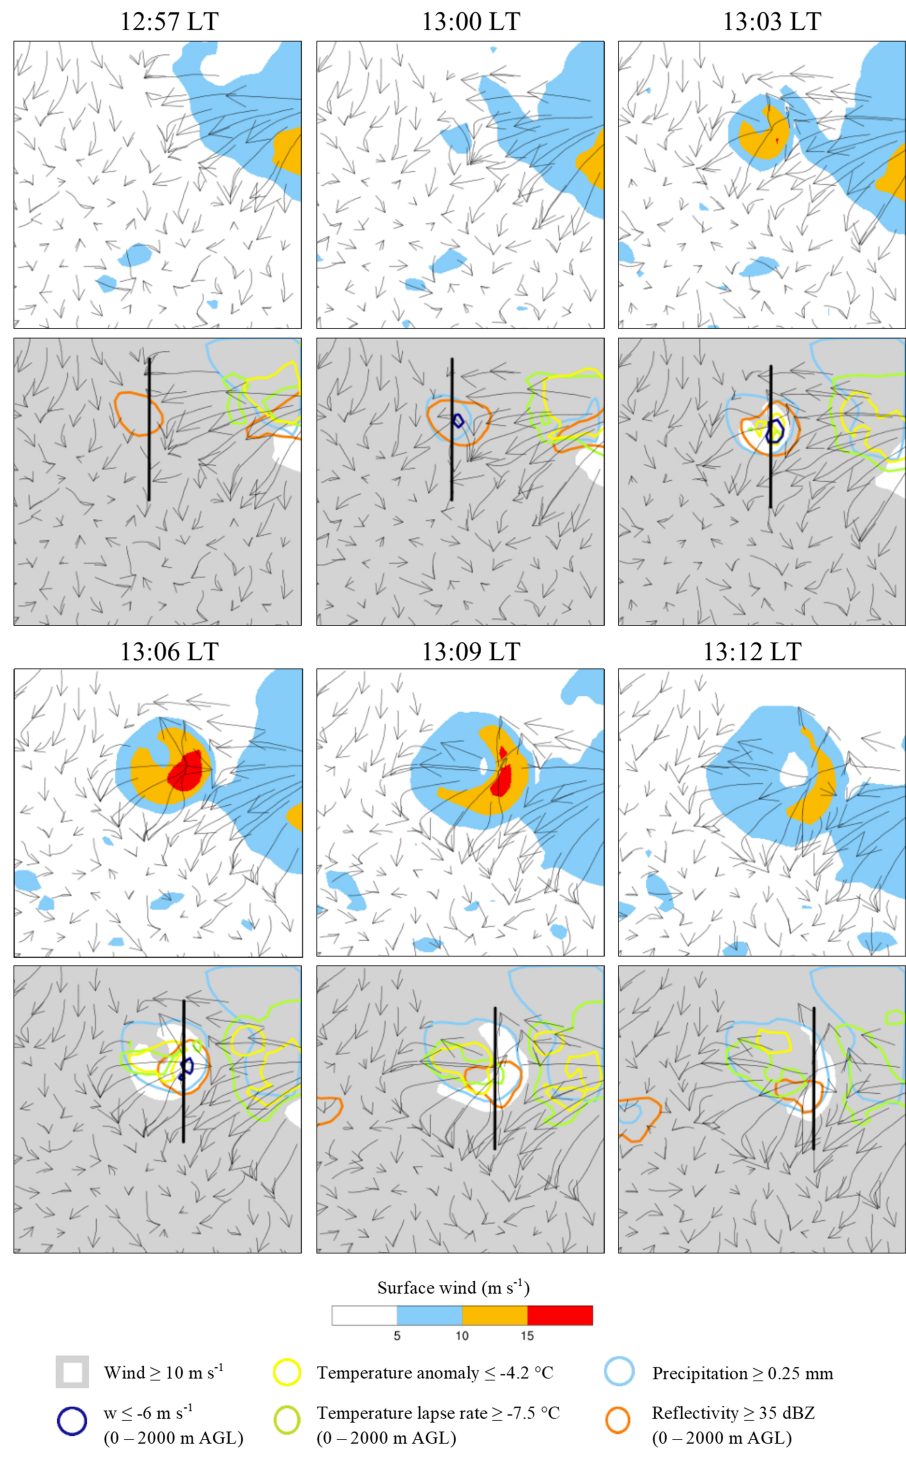 12:57 LT
13:00 LT
13:03 LT
13:06 LT
13:09 LT
13:12 LT
Surface wind (m s⁻¹)
5 10 15
Wind ≥ 10 m s⁻¹
Temperature anomaly ≤ -4.2 °C
Precipitation ≥ 0.25 mm
w ≤ -6 m s⁻¹
(0 – 2000 m AGL)
Temperature lapse rate ≥ -7.5 °C
(0 – 2000 m AGL)
Reflectivity ≥ 35 dBZ
(0 – 2000 m AGL)